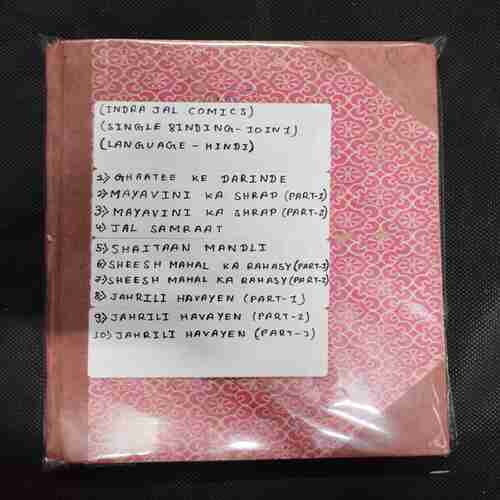 (INDRA JAL COMICS)
(SINGLE BINDING-JOIN1)
(LANGUAGE - HINDI)
1) GHAATEE KE DARINDE
2) MAYAVINI KA SHRAP (PART-1)
3) MAYAVINI KA SHRAP (PART-2)
4) JAL SAMRAAT
5) SHAITAAN MANDLI
6) SHEESH MAHAL KA RAHASY (PART-1)
7) SHEESH MAHAL KA RAHASY (PART-2)
8) JAHRILI HAVAYEN (PART-1)
9) JAHRILI HAVAYEN (PART-2)
10) JAHRILI HAVAYEN (PART-3)